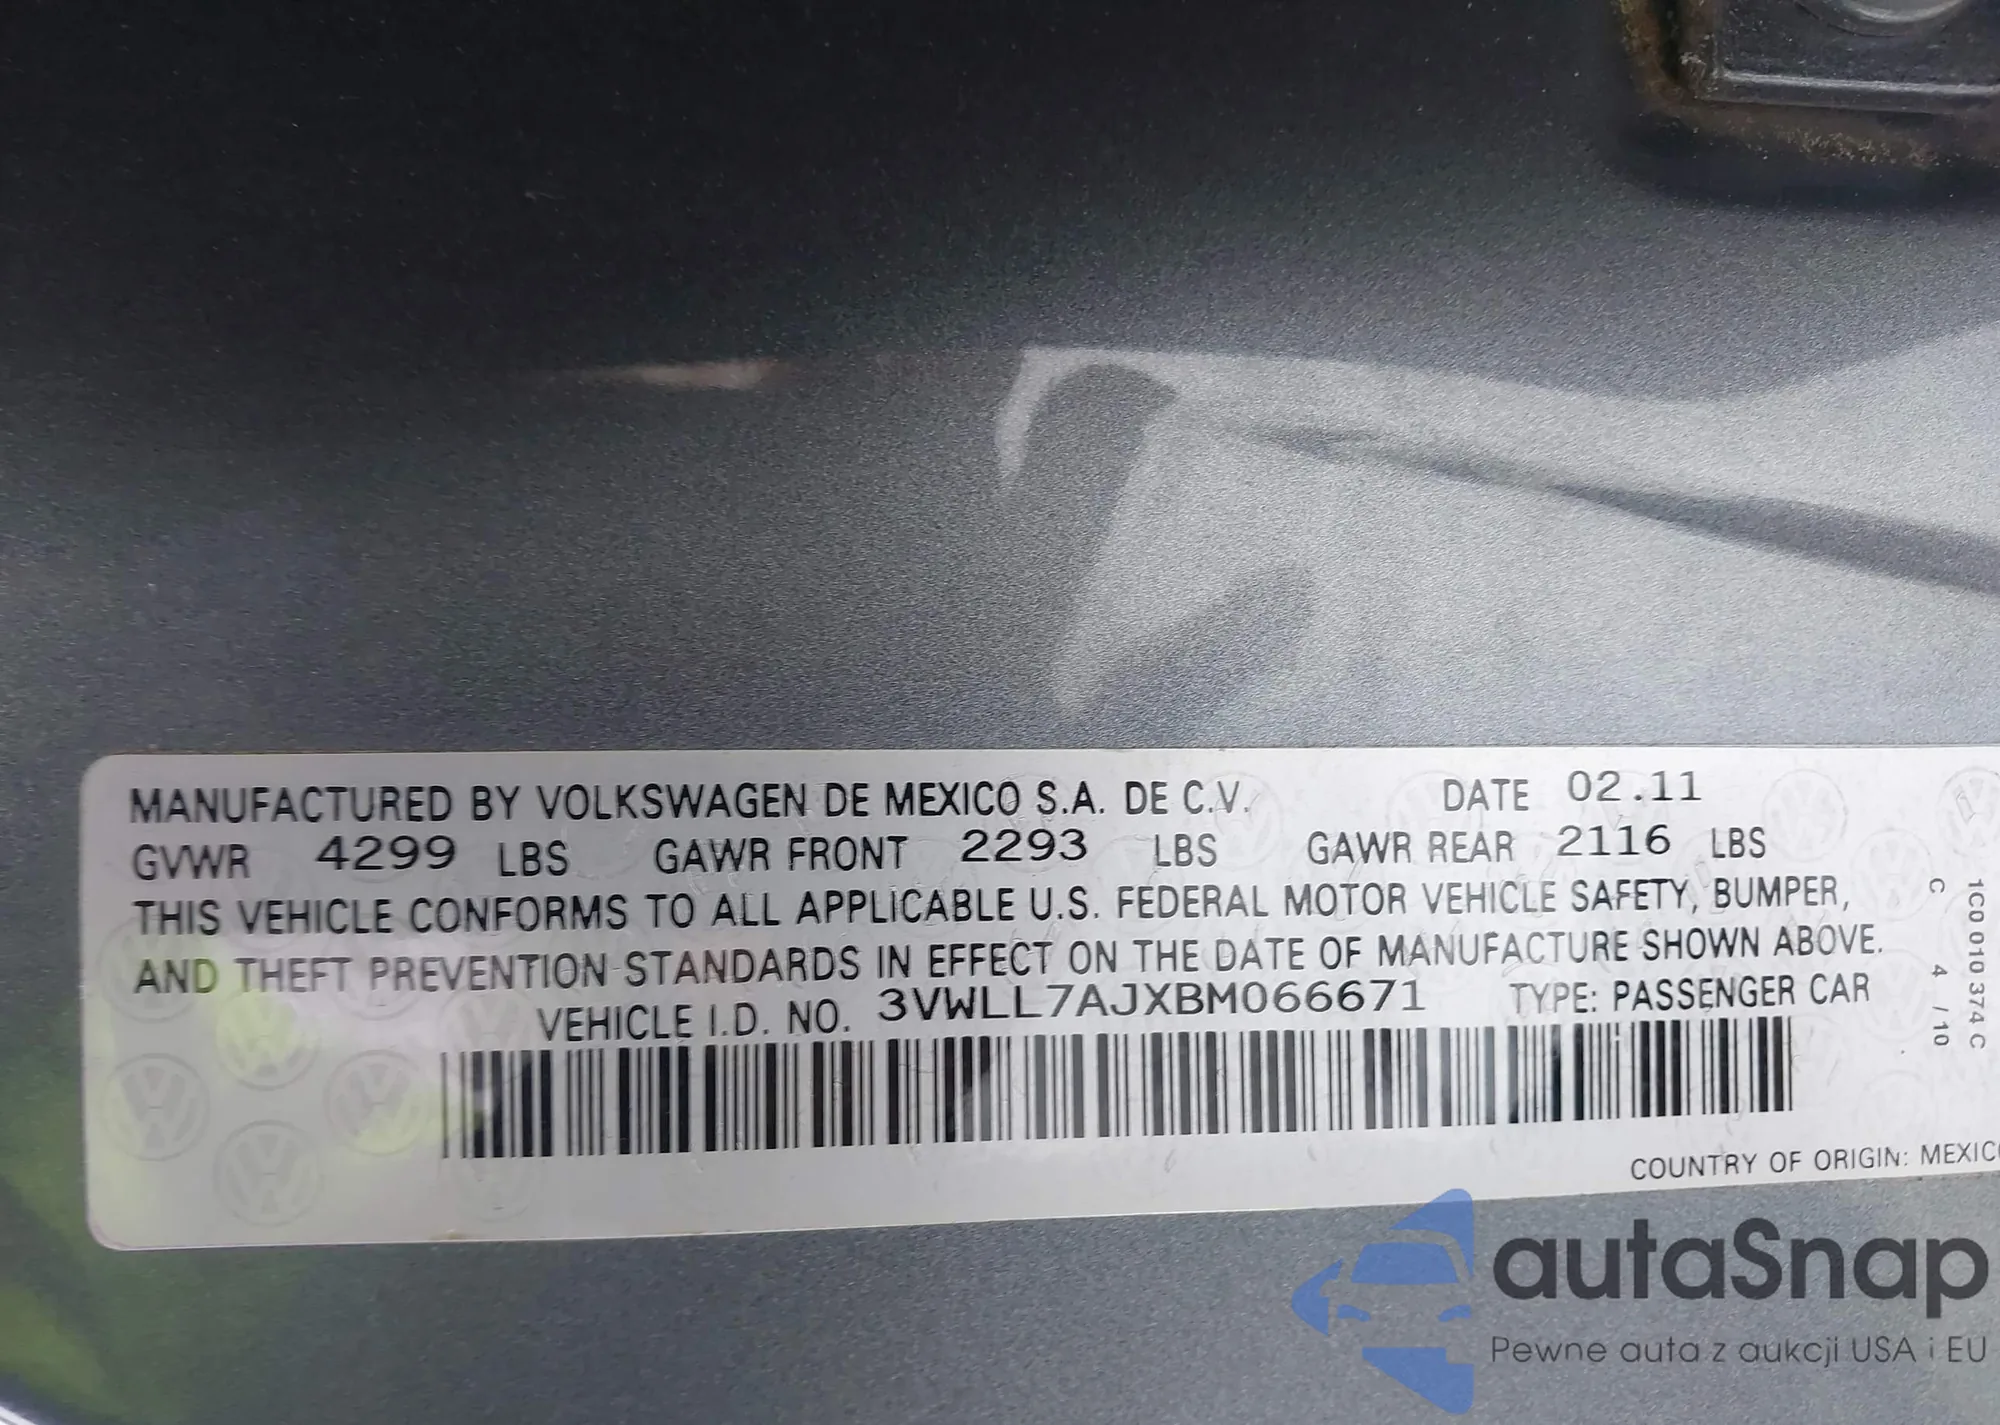 MANUFACTURED BY VOLKSWAGEN DE MEXICO S.A. DE C.V. DATE 02.11
GVWR 4299 LBS GAWR FRONT 2293 LBS GAWR REAR 2116 LBS
THIS VEHICLE CONFORMS TO ALL APPLICABLE U.S. FEDERAL MOTOR VEHICLE SAFETY, BUMPER,
AND THEFT PREVENTION STANDARDS IN EFFECT ON THE DATE OF MANUFACTURE SHOWN ABOVE.
VEHICLE I.D. NO. 3VWLL7AJXBM066671 TYPE: PASSENGER CAR
COUNTRY OF ORIGIN: MEXICO
1C0 010 374 C
C 4 / 10
autaSnap
Pewne auta z aukcji USA i EU